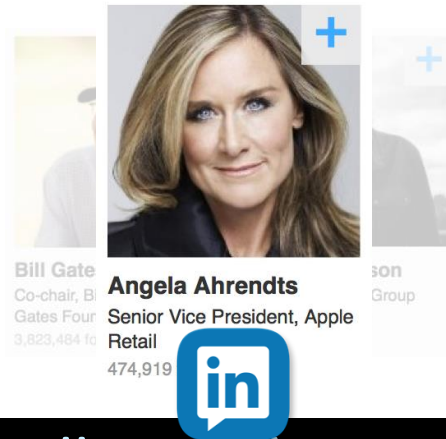 Bill Gate
Co-chair, Bi
Gates Foun
3,823,484 fo
Angela Ahrendts
Senior Vice President, Apple
Retail
474,919
in
son
Group